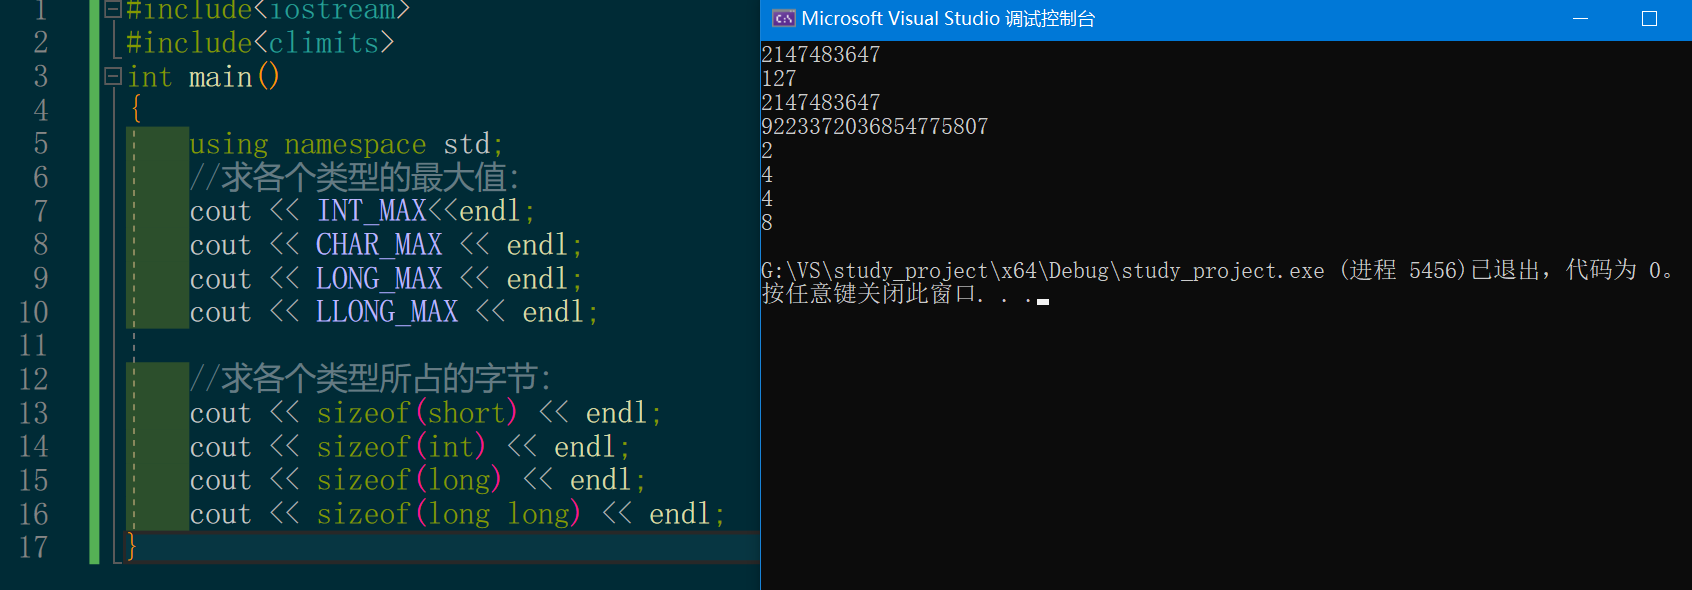 1 #include<iostream>
2 #include<climits>
3 int main()
4 {
5 using namespace std;
6 //求各个类型的最大值：
7 cout << INT_MAX<<endl;
8 cout << CHAR_MAX << endl;
9 cout << LONG_MAX << endl;
10 cout << LLONG_MAX << endl;
11
12 //求各个类型所占的字节：
13 cout << sizeof(short) << endl;
14 cout << sizeof(int) << endl;
15 cout << sizeof(long) << endl;
16 cout << sizeof(long long) << endl;
17 }
Microsoft Visual Studio 调试控制台
2147483647
127
2147483647
9223372036854775807
2
4
4
8
G:\VS\study_project\x64\Debug\study_project.exe (进程 5456)已退出，代码为 0。
按任意键关闭此窗口. . .